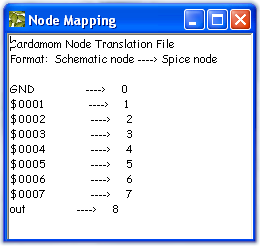 Node Mapping
Cardamom Node Translation File
Format: Schematic node ----> Spice node
GND ----> 0
$0001 ----> 1
$0002 ----> 2
$0003 ----> 3
$0004 ----> 4
$0005 ----> 5
$0006 ----> 6
$0007 ----> 7
out ----> 8